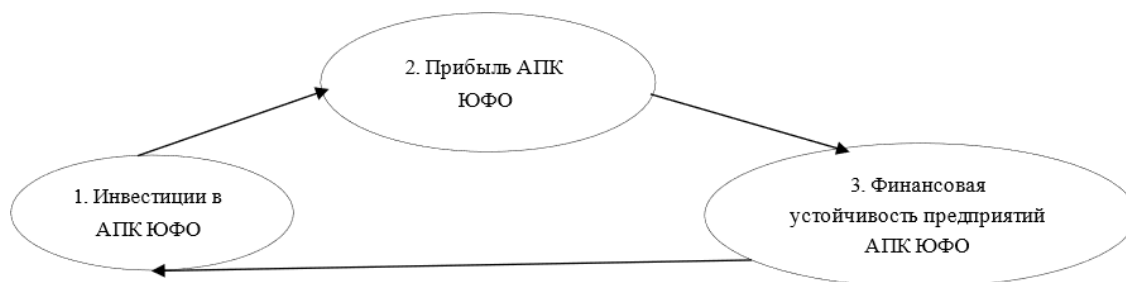 2. Прибыль АПК
ЮФО
1. Инвестиции в
АПК ЮФО
3. Финансовая
устойчивость предприятий
АПК ЮФО